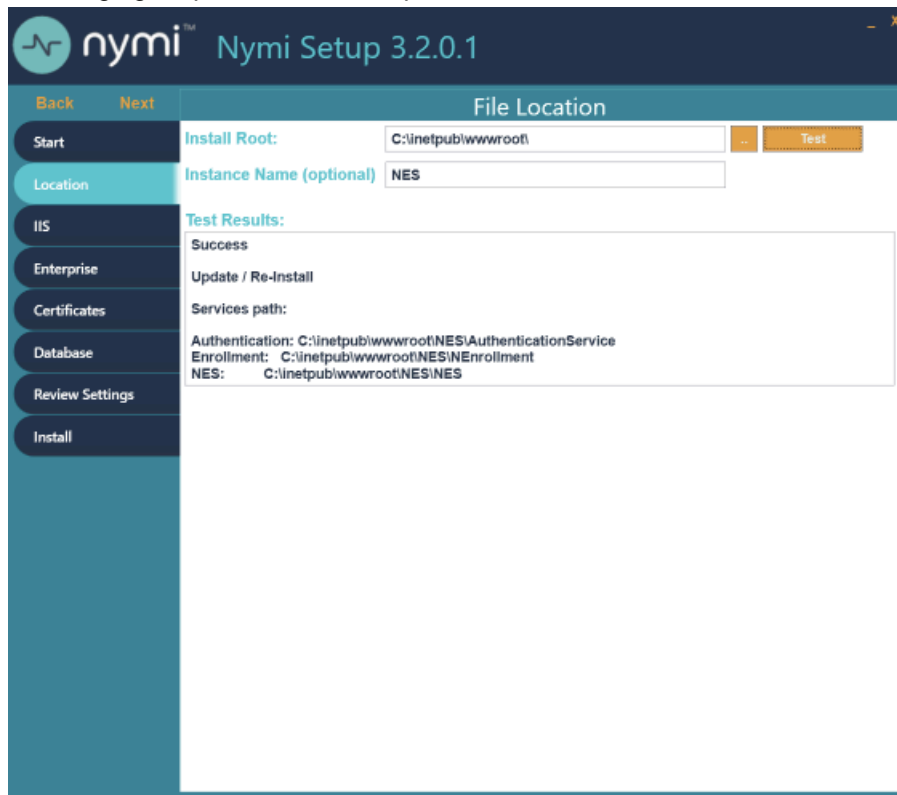 nymi™ Nymi Setup 3.2.0.1
Back Next
File Location
Start
Location
IIS
Enterprise
Certificates
Database
Review Settings
Install
Install Root: C:\inetpub\wwwroot\ .. Test
Instance Name (optional) NES
Test Results:
Success
Update / Re-Install
Services path:
Authentication: C:\inetpub\wwwroot\NES\AuthenticationService
Enrollment: C:\inetpub\wwwroot\NES\NEnrollment
NES: C:\inetpub\wwwroot\NES\NES